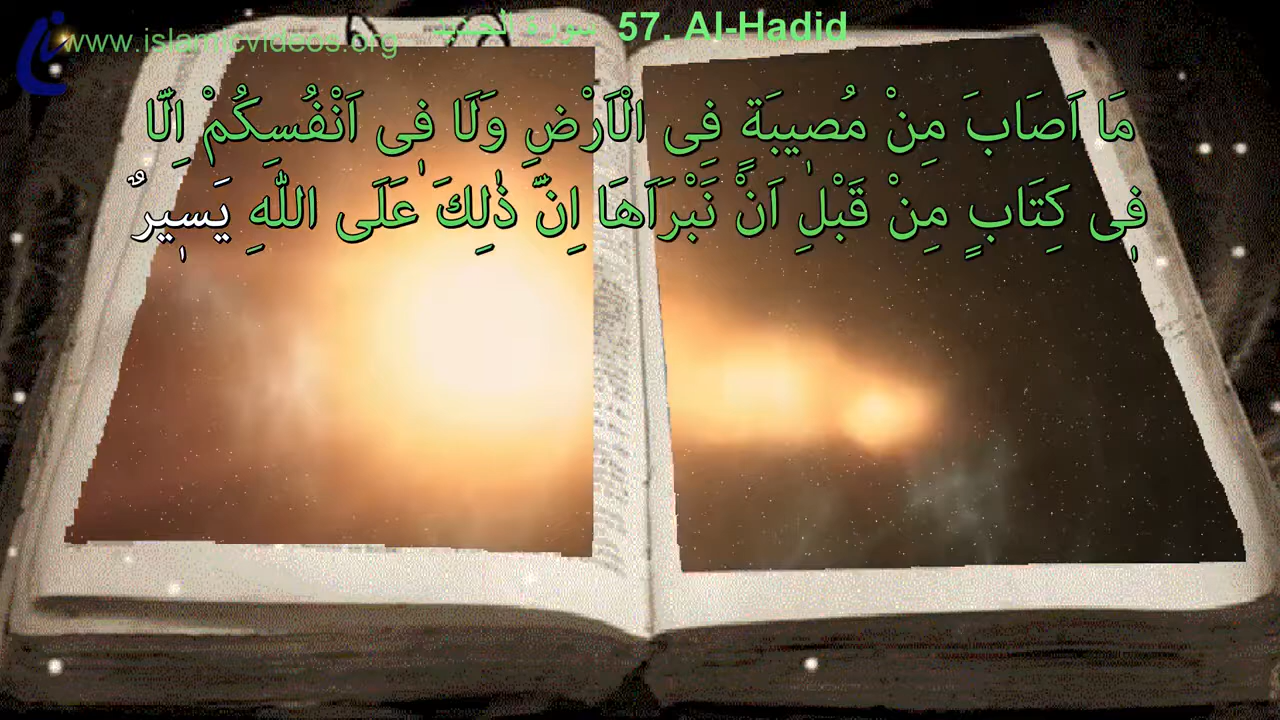 www.islamicvideos.org سورة الحديد 57. Al-Hadid
مَا اَصَابَ مِنْ مُصٖيبَةٍ فِى الْاَرْضِ وَلَا فٖى اَنْفُسِكُمْ اِلَّا
فٖى كِتَابٍ مِنْ قَبْلِ اَنْ نَبْرَاَهَا اِنَّ ذٰلِكَ عَلَى اللّٰهِ يَسٖيرٌ